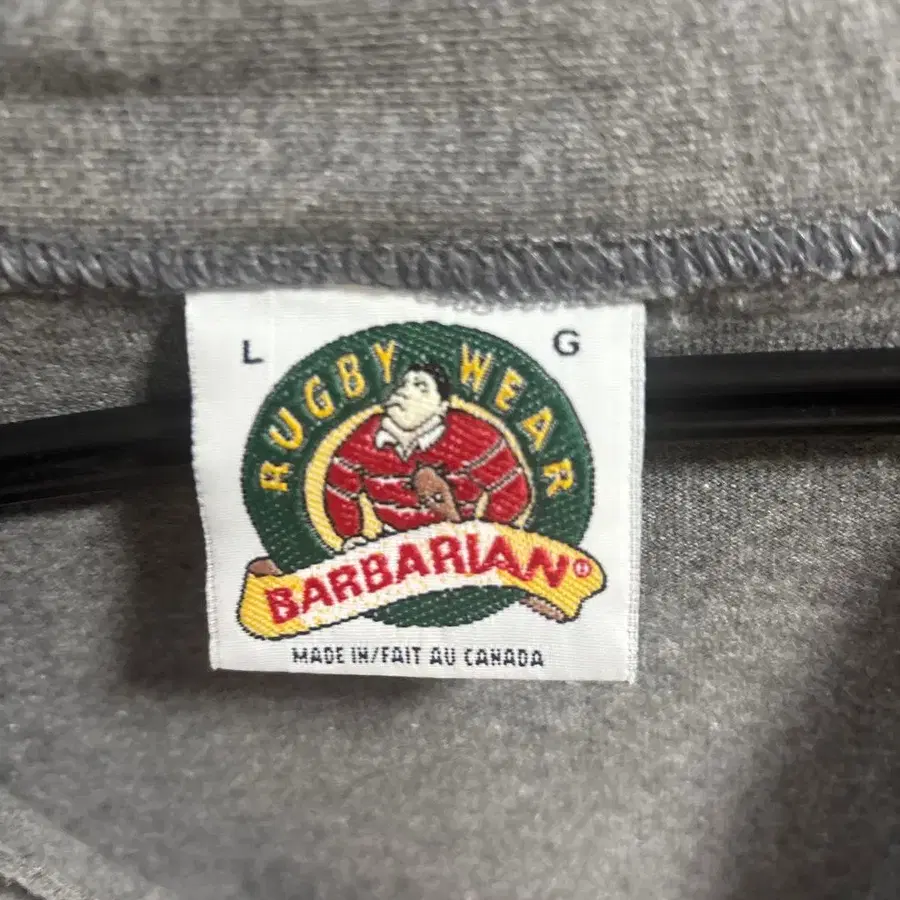 L G
RUGBY WEAR
BARBARIAN®
MADE IN/FAIT AU CANADA